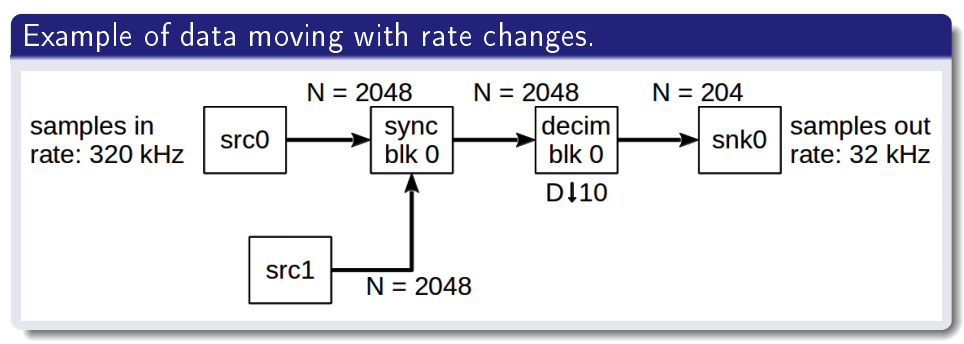 Example of data moving with rate changes.
N = 2048
N = 2048
N = 204
samples in
rate: 320 kHz
src0
sync
blk 0
decim
blk 0
snk0
samples out
rate: 32 kHz
D↓10
src1
N = 2048